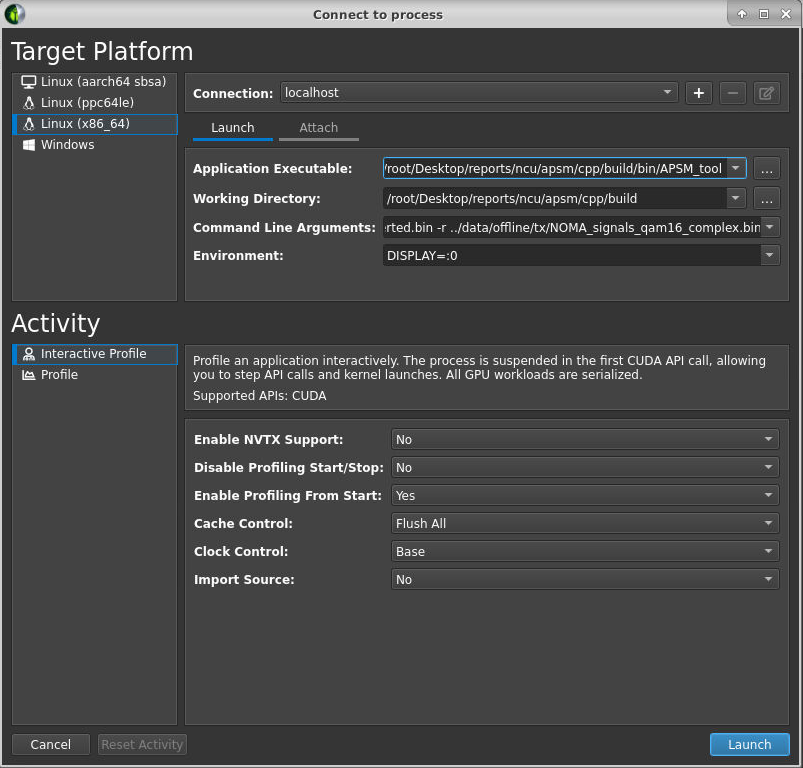 Connect to process
Target Platform
Linux (aarch64 sbsa)
Linux (ppc64le)
Linux (x86_64)
Windows
Connection: localhost
Launch Attach
Application Executable: /root/Desktop/reports/ncu/apsm/cpp/build/bin/APSM_tool ...
Working Directory: /root/Desktop/reports/ncu/apsm/cpp/build ...
Command Line Arguments: erted.bin -r ../data/offline/tx/NOMA_signals_qam16_complex.bin
Environment: DISPLAY=:0
Activity
Interactive Profile
Profile
Profile an application interactively. The process is suspended in the first CUDA API call, allowing
you to step API calls and kernel launches. All GPU workloads are serialized.
Supported APIs: CUDA
Enable NVTX Support: No
Disable Profiling Start/Stop: No
Enable Profiling From Start: Yes
Cache Control: Flush All
Clock Control: Base
Import Source: No
Cancel Reset Activity Launch